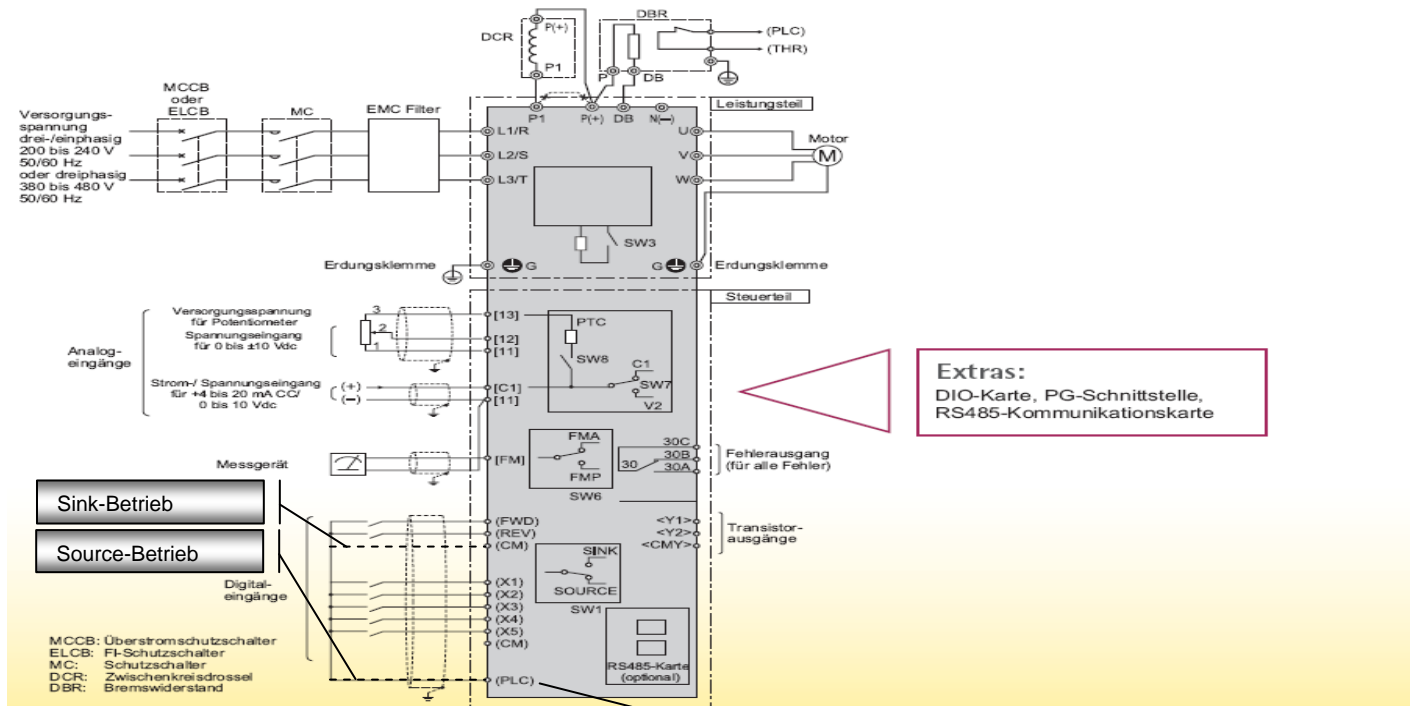 DCR
P(+)
P1
DBR
(PLC)
(THR)
P
DB
MCCB
oder
ELCB
MC
EMC Filter
Versorgungs-
spannung
drei-/einphasig
200 bis 240 V
50/60 Hz
oder dreiphasig
380 bis 480 V
50/60 Hz
P1
P(+)
DB
N(—)
Leistungsteil
L1/R
L2/S
L3/T
U
V
W
Motor
M
SW3
Erdungsklemme
G
G
Erdungsklemme
Steuerteil
Analog-
eingänge
Versorgungsspannung
für Potentiometer
Spannungseingang
für 0 bis ±10 Vdc
3
2
1
[13]
[12]
[11]
PTC
SW8
C1
SW7
V2
Strom-/ Spannungseingang
für +4 bis 20 mA CC/
0 bis 10 Vdc
(+)
(—)
[C1]
[11]
Extras:
DIO-Karte, PG-Schnittstelle,
RS485-Kommunikationskarte
Messgerät
[FM]
FMA
FMP
SW6
30
30C
30B
30A
Fehlerausgang
(für alle Fehler)
Sink-Betrieb
Source-Betrieb
Digital-
eingänge
(FWD)
(REV)
(CM)
(X1)
(X2)
(X3)
(X4)
(X5)
(CM)
(PLC)
SINK
SOURCE
SW1
<Y1>
<Y2>
<CMY>
Transistor-
ausgänge
RS485-Karte
(optional)
MCCB: Überstromschutzschalter
ELCB: FI-Schutzschalter
MC: Schutzschalter
DCR: Zwischenkreisdrossel
DBR: Bremswiderstand